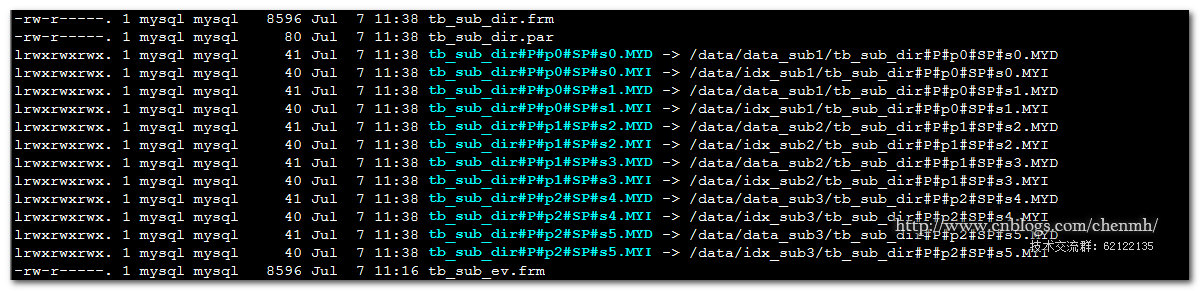 -rw-r-----. 1 mysql mysql   8596 Jul  7 11:38 tb_sub_dir.frm
-rw-r-----. 1 mysql mysql     80 Jul  7 11:38 tb_sub_dir.par
lrwxrwxrwx. 1 mysql mysql     41 Jul  7 11:38 tb_sub_dir#P#p0#SP#s0.MYD -> /data/data_sub1/tb_sub_dir#P#p0#SP#s0.MYD
lrwxrwxrwx. 1 mysql mysql     40 Jul  7 11:38 tb_sub_dir#P#p0#SP#s0.MYI -> /data/idx_sub1/tb_sub_dir#P#p0#SP#s0.MYI
lrwxrwxrwx. 1 mysql mysql     41 Jul  7 11:38 tb_sub_dir#P#p0#SP#s1.MYD -> /data/data_sub1/tb_sub_dir#P#p0#SP#s1.MYD
lrwxrwxrwx. 1 mysql mysql     40 Jul  7 11:38 tb_sub_dir#P#p0#SP#s1.MYI -> /data/idx_sub1/tb_sub_dir#P#p0#SP#s1.MYI
lrwxrwxrwx. 1 mysql mysql     41 Jul  7 11:38 tb_sub_dir#P#p1#SP#s2.MYD -> /data/data_sub2/tb_sub_dir#P#p1#SP#s2.MYD
lrwxrwxrwx. 1 mysql mysql     40 Jul  7 11:38 tb_sub_dir#P#p1#SP#s2.MYI -> /data/idx_sub2/tb_sub_dir#P#p1#SP#s2.MYI
lrwxrwxrwx. 1 mysql mysql     41 Jul  7 11:38 tb_sub_dir#P#p1#SP#s3.MYD -> /data/data_sub2/tb_sub_dir#P#p1#SP#s3.MYD
lrwxrwxrwx. 1 mysql mysql     40 Jul  7 11:38 tb_sub_dir#P#p1#SP#s3.MYI -> /data/idx_sub2/tb_sub_dir#P#p1#SP#s3.MYI
lrwxrwxrwx. 1 mysql mysql     41 Jul  7 11:38 tb_sub_dir#P#p2#SP#s4.MYD -> /data/data_sub3/tb_sub_dir#P#p2#SP#s4.MYD
lrwxrwxrwx. 1 mysql mysql     40 Jul  7 11:38 tb_sub_dir#P#p2#SP#s4.MYI -> /data/idx_sub3/tb_sub_dir#P#p2#SP#s4.MYI
http://www.cnblogs.com/chenmh/
lrwxrwxrwx. 1 mysql mysql     41 Jul  7 11:38 tb_sub_dir#P#p2#SP#s5.MYD -> /data/data_sub3/tb_sub_dir#P#p2#SP#s5.MYD
技术交流群：62122135
lrwxrwxrwx. 1 mysql mysql     40 Jul  7 11:38 tb_sub_dir#P#p2#SP#s5.MYI -> /data/idx_sub3/tb_sub_dir#P#p2#SP#s5.MYI
-rw-r-----. 1 mysql mysql   8596 Jul  7 11:16 tb_sub_ev.frm